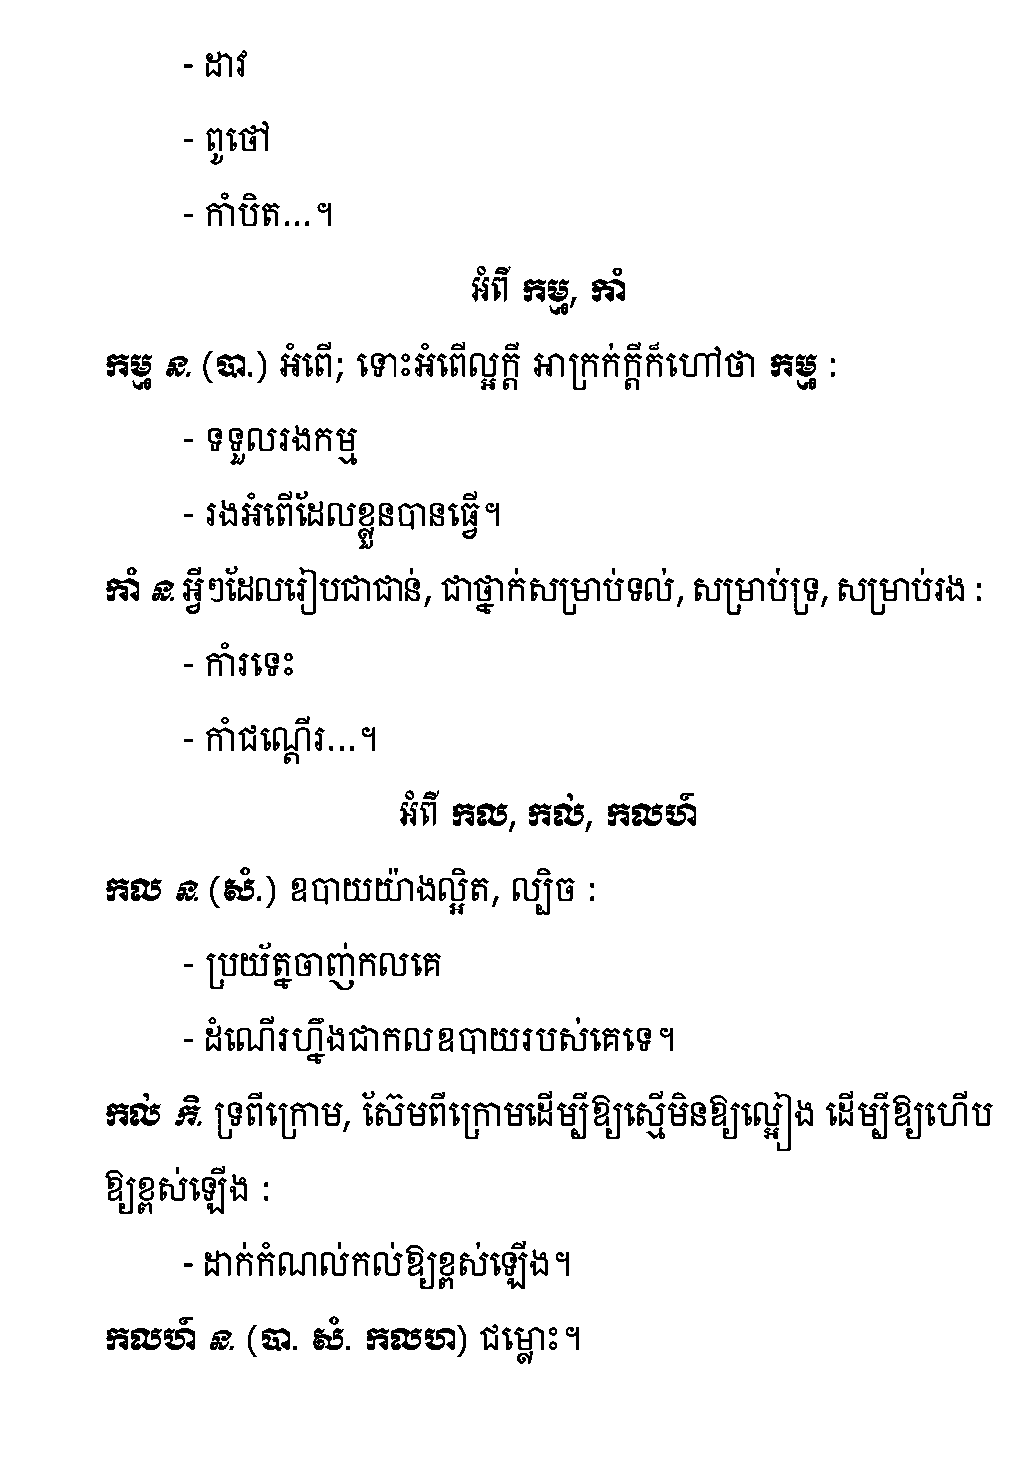 - ដាវ
- ពូថៅ
- កាំបិត...។
អំពី កម្ម, កាំ
កម្ម ន. (បា.) អំពើ; ទោះអំពើល្អក្ដី អាក្រក់ក្ដីក៏ហៅថា កម្ម :
- ទទួលរងកម្ម
- រងអំពើដែលខ្លួនបានធ្វើ។
កាំ ន. អ្វីៗដែលរៀបជាជាន់, ជាថ្នាក់សម្រាប់ទល់, សម្រាប់ទ្រ, សម្រាប់រង :
- កាំរទេះ
- កាំជណ្ដើរ...។
អំពី កល, កល់, កលហ៍
កល ន. (សំ.) ឧបាយយ៉ាងល្អិត, ល្បិច :
- ប្រយ័ត្នចាញ់កលគេ
- ដំណើរហ្នឹងជាកលឧបាយរបស់គេទេ។
កល់ កិ. ទ្រពីក្រោម, ស៊ែមពីក្រោមដើម្បីឱ្យស្មើមិនឱ្យល្អៀង ដើម្បីឱ្យហើប
ឱ្យខ្ពស់ឡើង :
- ដាក់កំណល់កល់ឱ្យខ្ពស់ឡើង។
កលហ៍ ន. (បា. សំ. កលហ) ជម្លោះ។